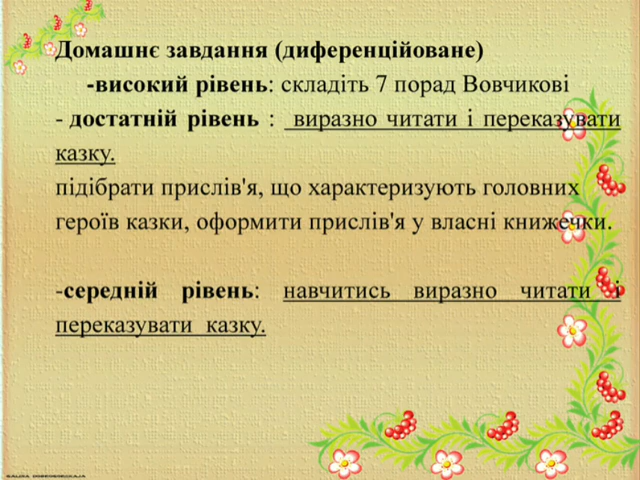 Домашнє завдання (диференційоване)
-високий рівень: складіть 7 порад Вовчикові
- достатній рівень : виразно читати і переказувати
казку.
підібрати прислів'я, що характеризують головних
героїв казки, оформити прислів'я у власні книжечки.
-середній рівень: навчитись виразно читати і
переказувати казку.